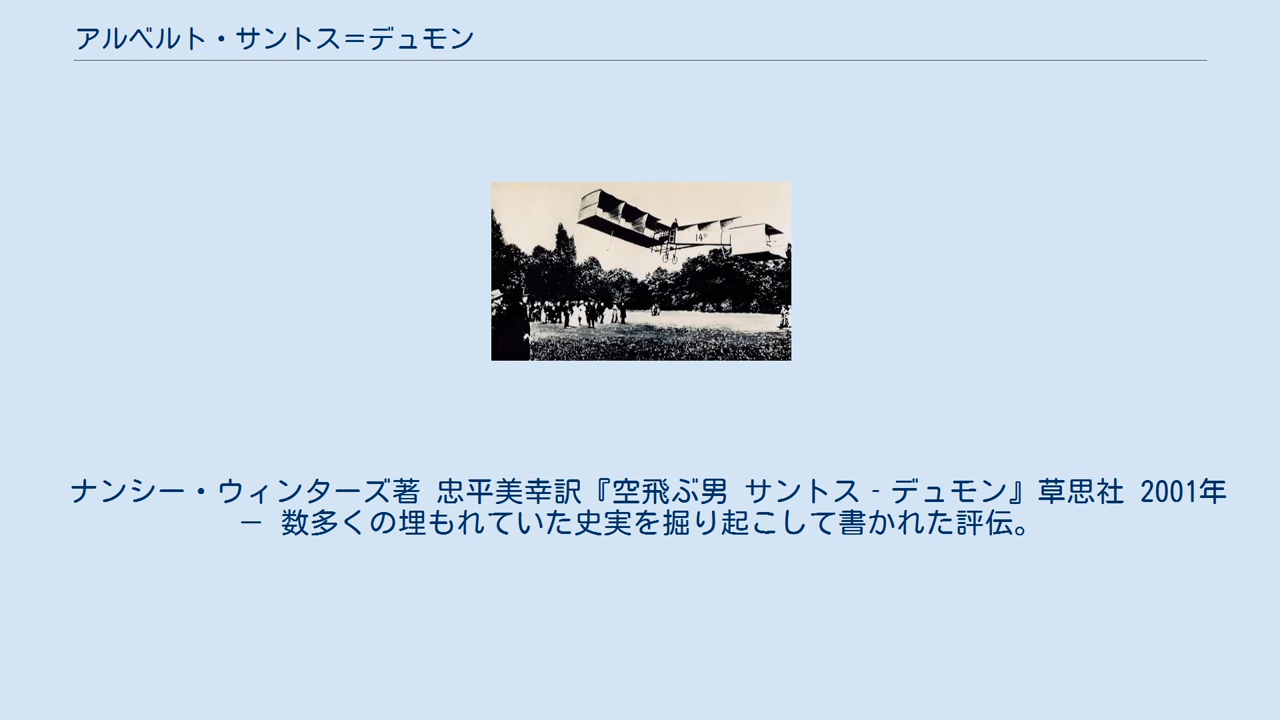 アルベルト・サントス＝デュモン
14
ナンシー・ウィンターズ著 忠平美幸訳『空飛ぶ男 サントス‐デュモン』草思社 2001年
－ 数多くの埋もれていた史実を掘り起こして書かれた評伝。